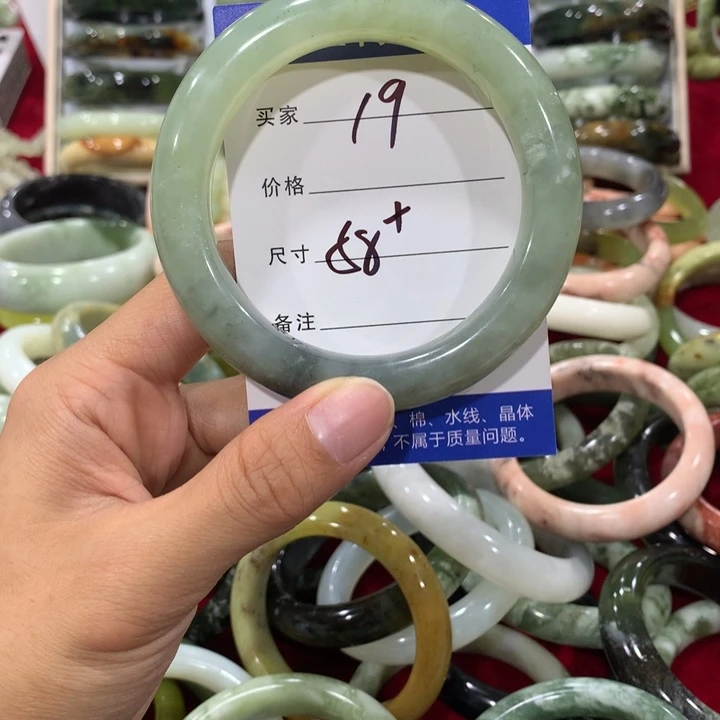 买家 19
价格
尺寸 68+
备注
、棉、水线、晶体
不属于质量问题。